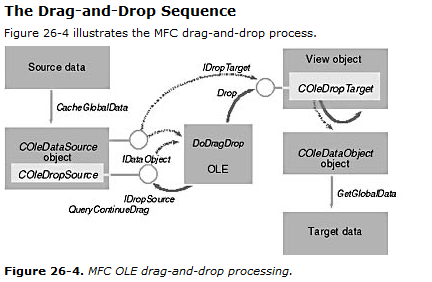 The Drag-and-Drop Sequence
Figure 26-4 illustrates the MFC drag-and-drop process.
Source data
CacheGlobalData
COleDataSource
object
COleDropSource
IDropTarget
Drop
IDataObject
DoDragDrop
OLE
IDropSource
QueryContinueDrag
View object
COleDropTarget
COleDataObject
object
GetGlobalData
Target data
Figure 26-4. MFC OLE drag-and-drop processing.